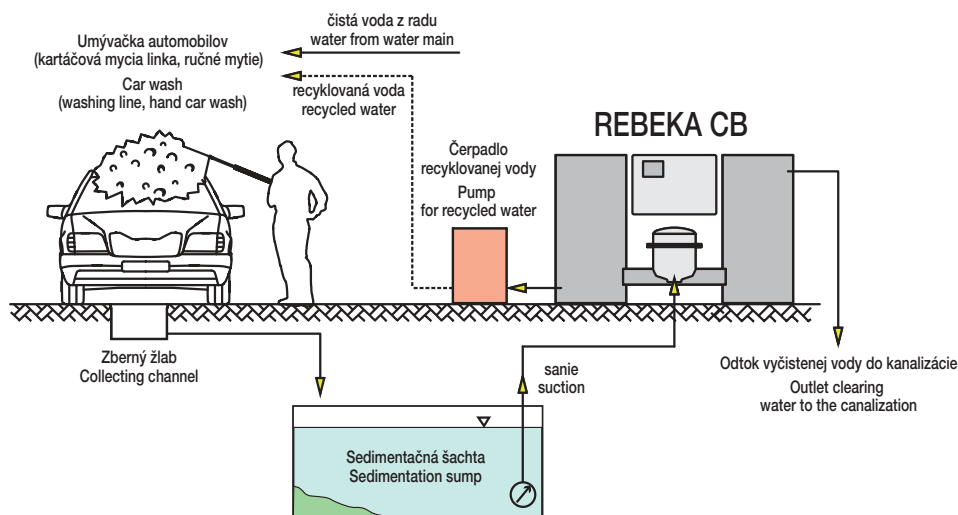 čistá voda z radu
water from water main
Umývačka automobilov
(kartáčová mycia linka, ručné mytie)
Car wash
(washing line, hand car wash)
recyklovaná voda
recycled water
REBEKA CB
Čerpadlo
recyklovanej vody
Pump
for recycled water
Zberný žlab
Collecting channel
sanie
suction
Odtok vyčistenej vody do kanalizácie
Outlet clearing
water to the canalization
Sedimentačná šachta
Sedimentation sump